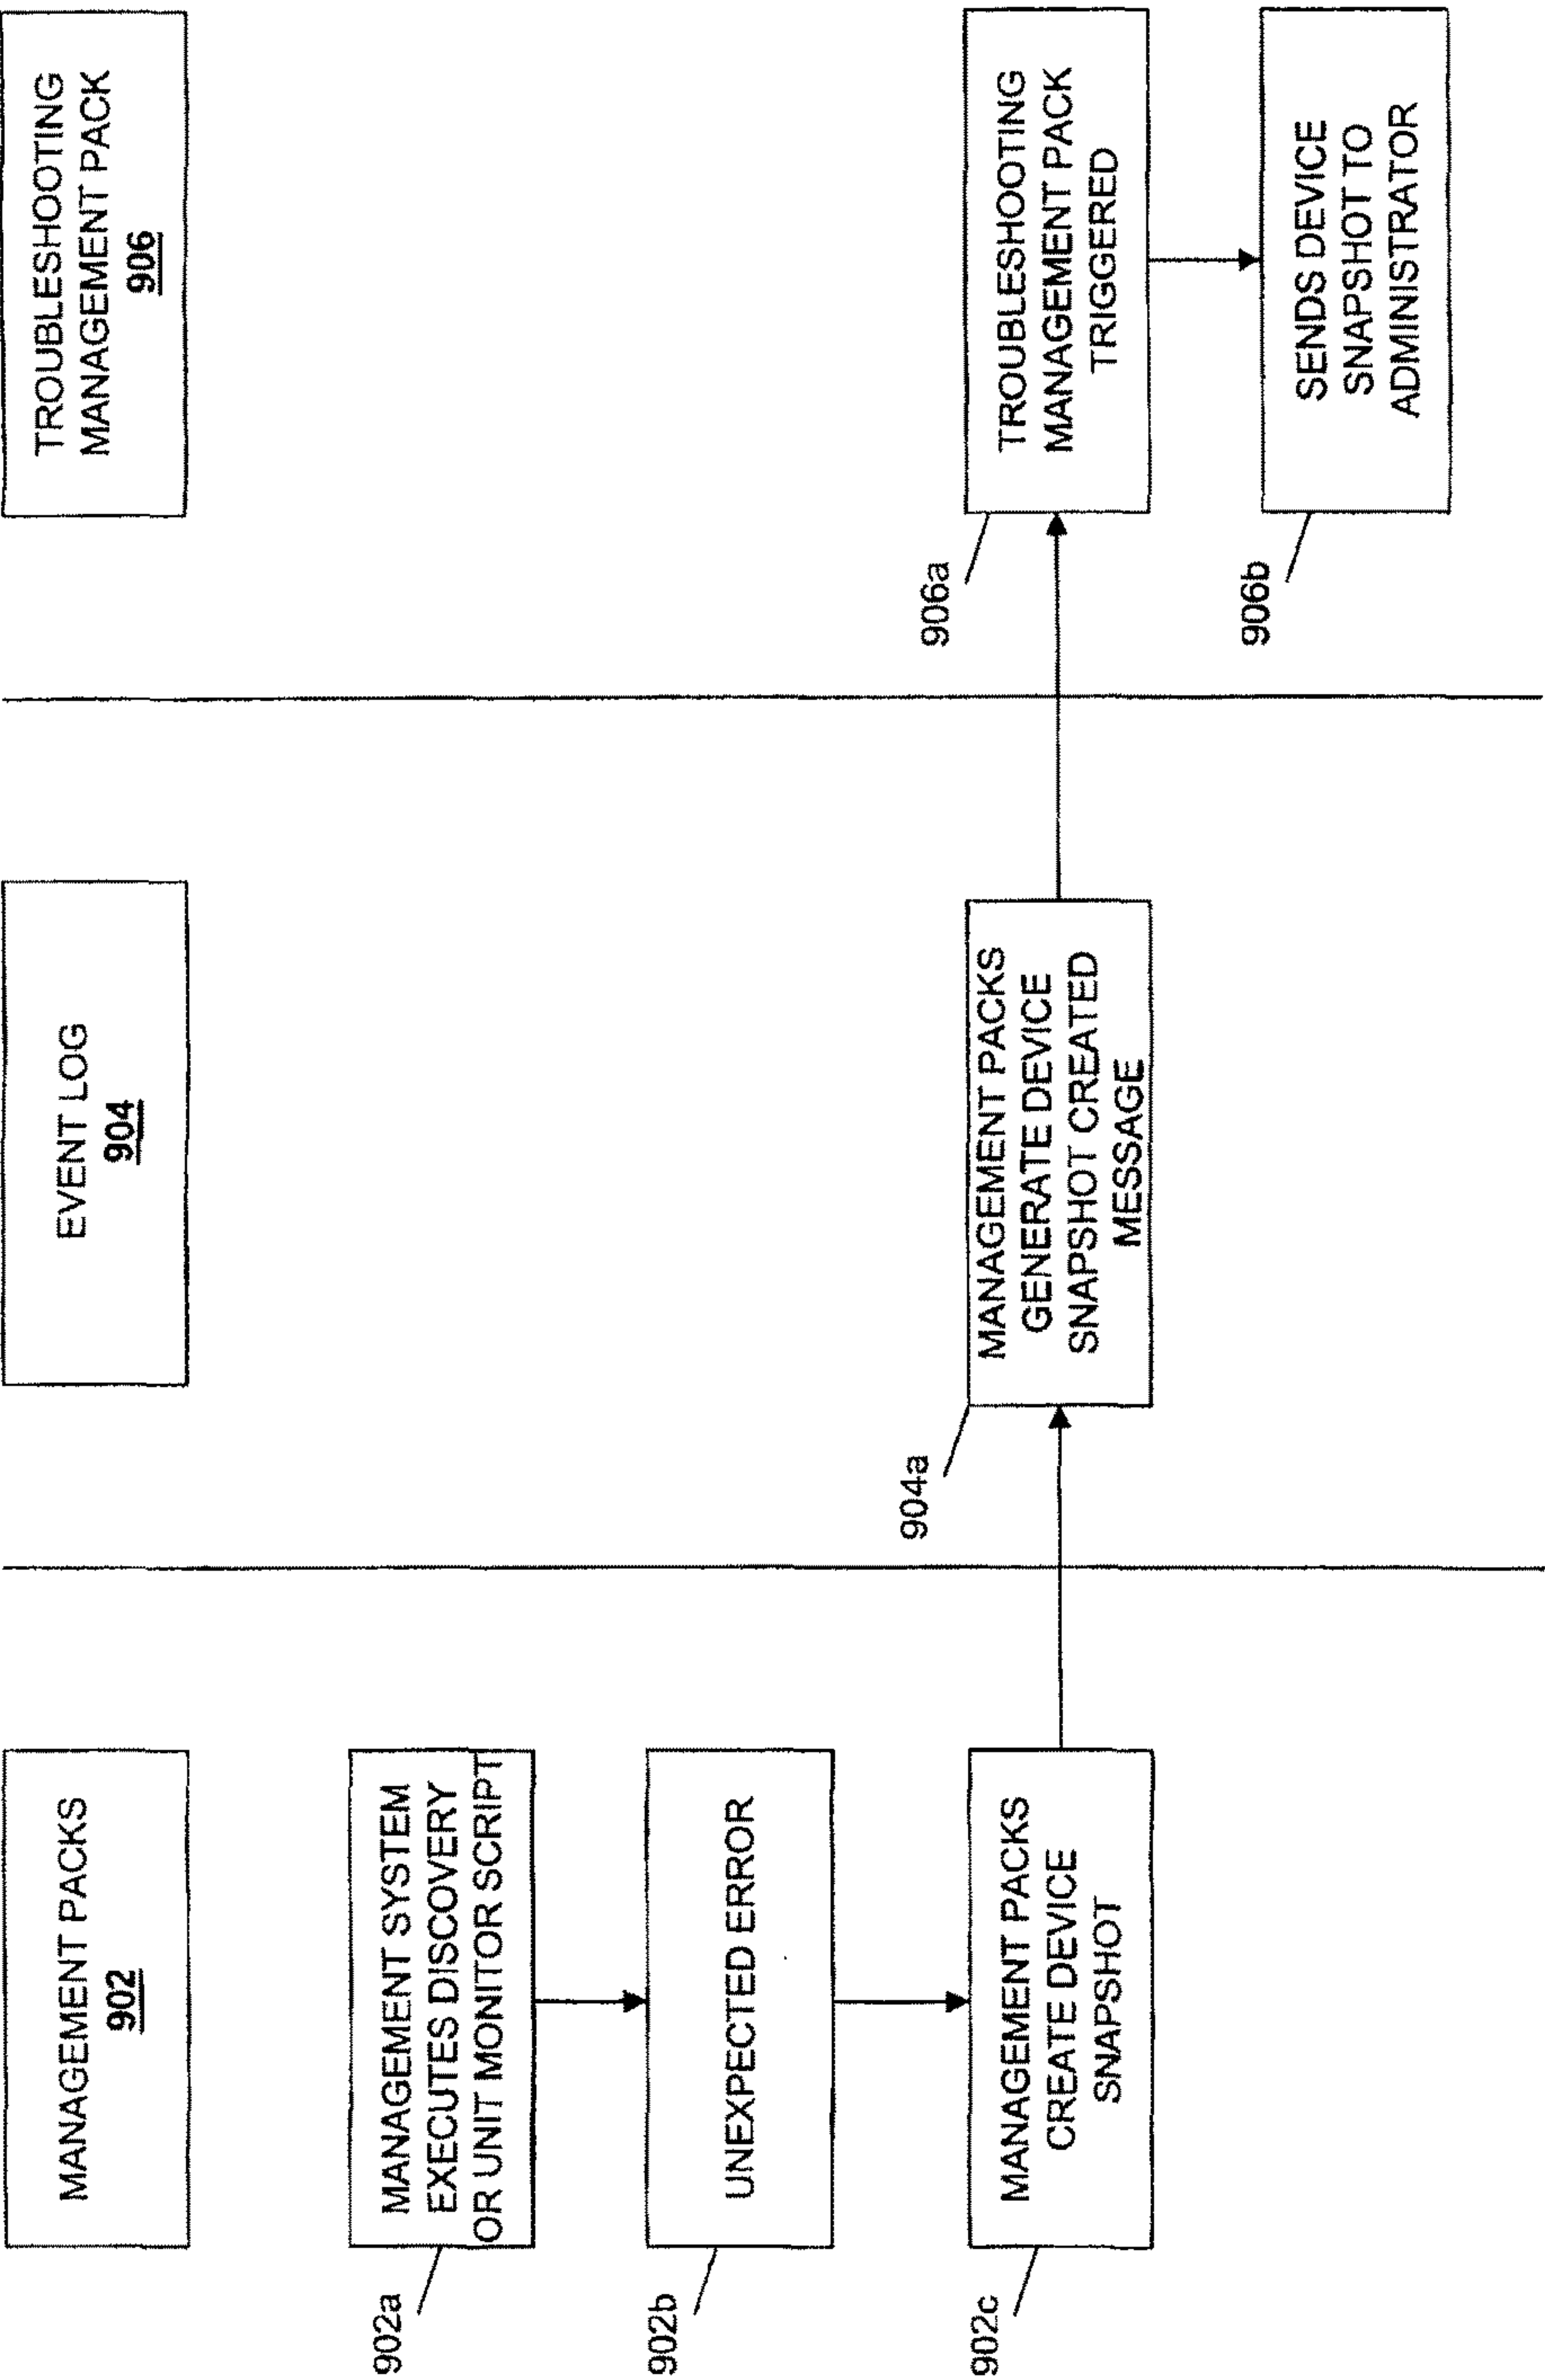 MANAGEMENT PACKS
902
EVENT LOG
904
TROUBLESHOOTING
MANAGEMENT PACK
906
902a
MANAGEMENT SYSTEM
EXECUTES DISCOVERY
OR UNIT MONITOR SCRIPT
902b
UNEXPECTED ERROR
902c
MANAGEMENT PACKS
CREATE DEVICE
SNAPSHOT
904a
MANAGEMENT PACKS
GENERATE DEVICE
SNAPSHOT CREATED
MESSAGE
906a
TROUBLESHOOTING
MANAGEMENT PACK
TRIGGERED
906b
SENDS DEVICE
SNAPSHOT TO
ADMINISTRATOR